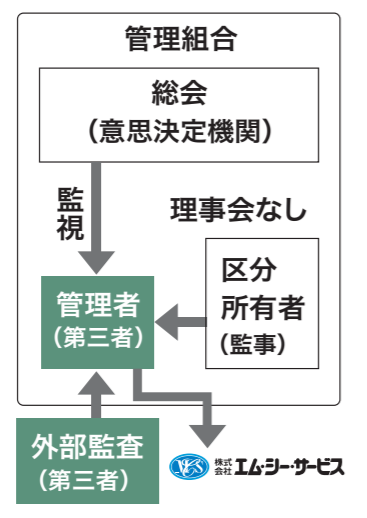 管理組合
総会
（意思決定機関）
監視
理事会なし
区分
所有者
（監事）
管理者
（第三者）
外部監査
（第三者）
株式会社 エム・シー・サービス